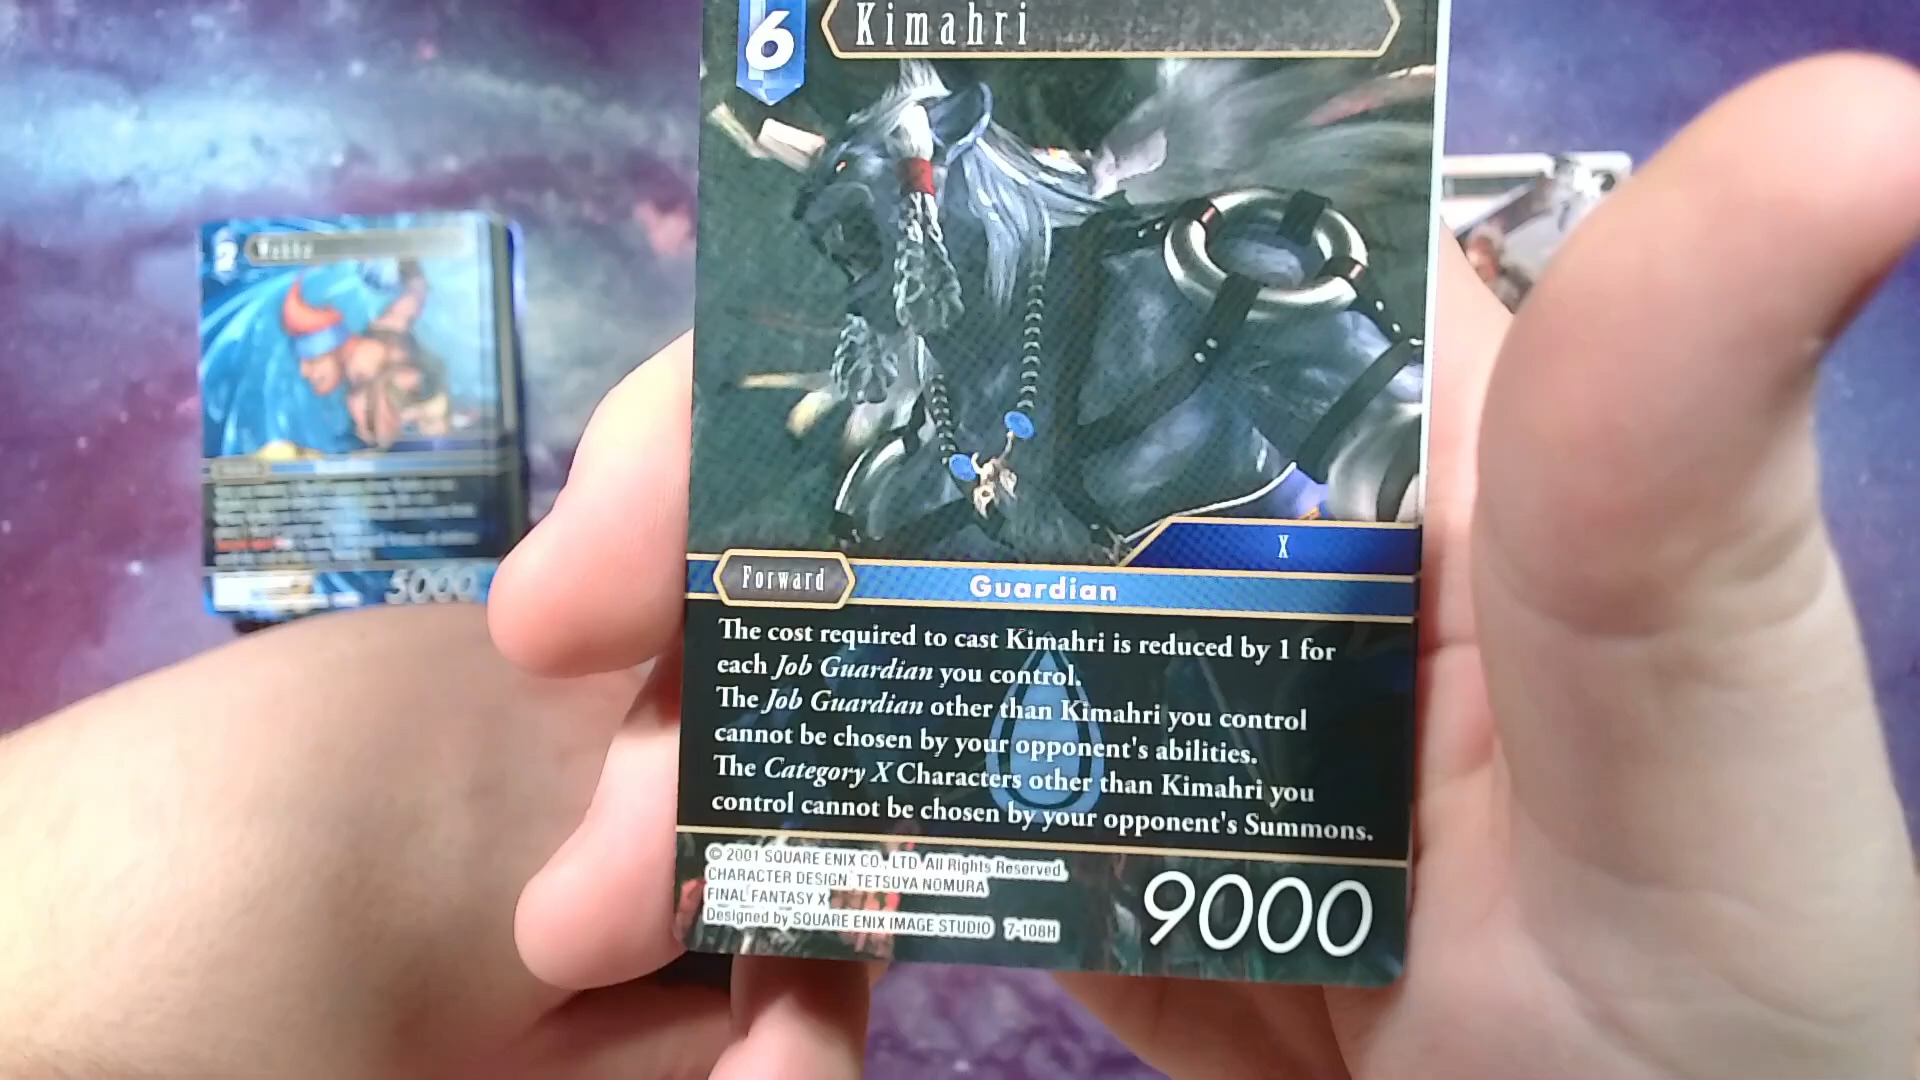 6
Kimahri
X
Forward
Guardian
The cost required to cast Kimahri is reduced by 1 for
each Job Guardian you control.
The Job Guardian other than Kimahri you control
cannot be chosen by your opponent's abilities.
The Category X Characters other than Kimahri you
control cannot be chosen by your opponent's Summons.
© 2001 SQUARE ENIX CO., LTD. All Rights Reserved.
CHARACTER DESIGN: TETSUYA NOMURA
FINAL FANTASY X
Designed by SQUARE ENIX IMAGE STUDIO 7-108H
9000
2
Wakka
5000